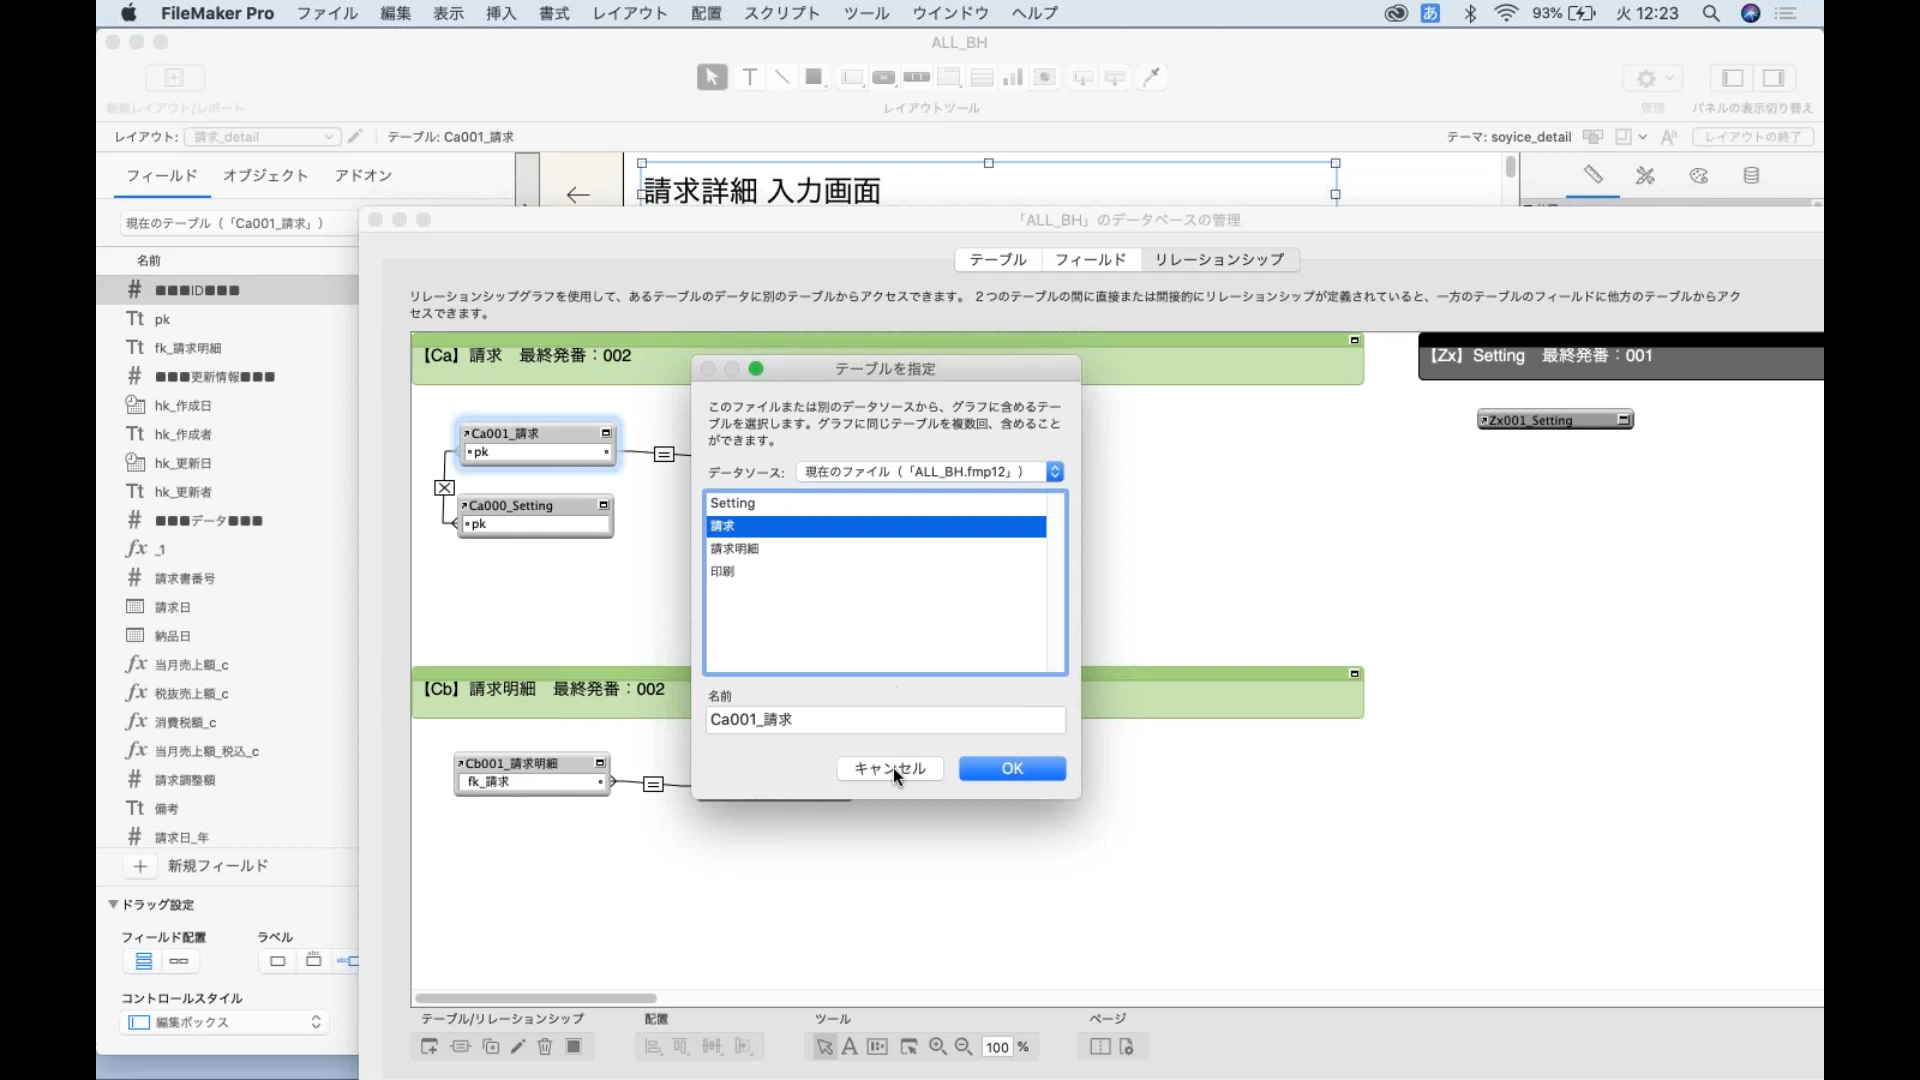 FileMaker Pro ファイル 編集 表示 挿入 書式 レイアウト 配置 スクリプト ツール ウインドウ ヘルプ あ 93% 火 12:23
ALL_BH
新規レイアウト/レポート レイアウトツール 管理 パネルの表示切り替え
レイアウト: 請求_detail テーブル: Ca001_請求 テーマ: soyice_detail レイアウトの終了
フィールド オブジェクト アドオン
請求詳細 入力画面
現在のテーブル（「Ca001_請求」）
「ALL_BH」のデータベースの管理
名前
テーブル フィールド リレーションシップ
■■■ID■■■
pk
fk_請求明細
■■■更新情報■■■
hk_作成日
hk_作成者
hk_更新日
hk_更新者
■■■データ■■■
_1
請求書番号
請求日
納品日
当月売上額_c
税抜売上額_c
消費税額_c
当月売上額_税込_c
請求調整額
備考
請求日_年
新規フィールド
ドラッグ設定
フィールド配置 ラベル
コントロールスタイル
編集ボックス
リレーションシップグラフを使用して、あるテーブルのデータに別のテーブルからアクセスできます。 2つのテーブルの間に直接または間接的にリレーションシップが定義されていると、一方のテーブルのフィールドに他方のテーブルからアク
セスできます。
【Ca】請求 最終発番：002
【Zx】Setting 最終発番：001
Ca001_請求
pk
Ca000_Setting
pk
Zx001_Setting
【Cb】請求明細 最終発番：002
Cb001_請求明細
fk_請求
テーブルを指定
このファイルまたは別のデータソースから、グラフに含めるテー
ブルを選択します。グラフに同じテーブルを複数回、含めること
ができます。
データソース: 現在のファイル（「ALL_BH.fmp12」）
Setting
請求
請求明細
印刷
名前
Ca001_請求
キャンセル OK
テーブル/リレーションシップ 配置 ツール ページ
100 %